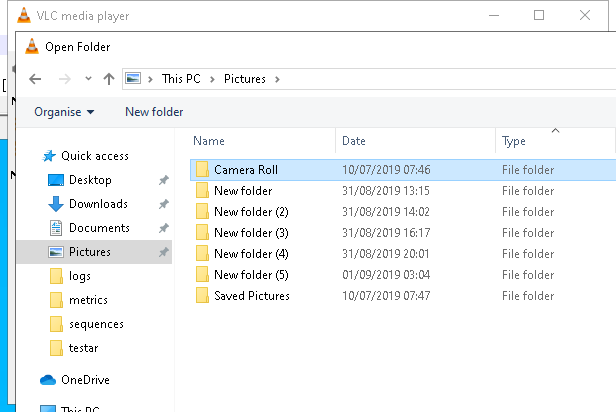 VLC media player
Open Folder
This PC > Pictures >
Organise New folder
Name Date Type
Quick access
Desktop
Downloads
Documents
Pictures
logs
metrics
sequences
testar
OneDrive
This PC
Camera Roll 10/07/2019 07:46 File folder
New folder 31/08/2019 13:15 File folder
New folder (2) 31/08/2019 14:02 File folder
New folder (3) 31/08/2019 16:17 File folder
New folder (4) 31/08/2019 20:01 File folder
New folder (5) 01/09/2019 03:04 File folder
Saved Pictures 10/07/2019 07:47 File folder